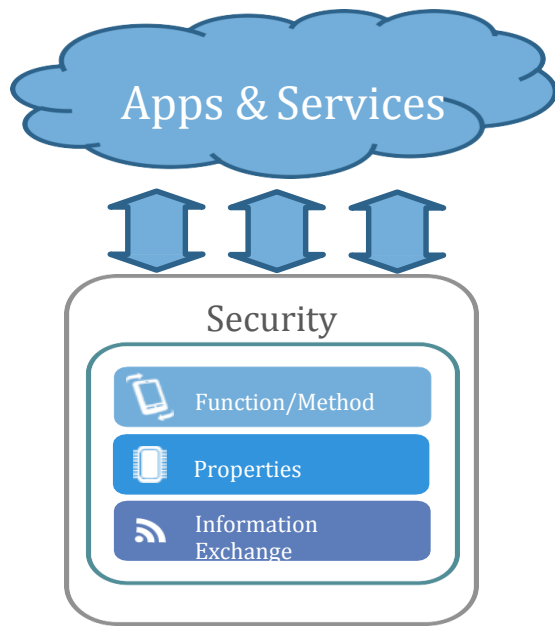 Apps & Services
Security
Function/Method
Properties
Information
Exchange